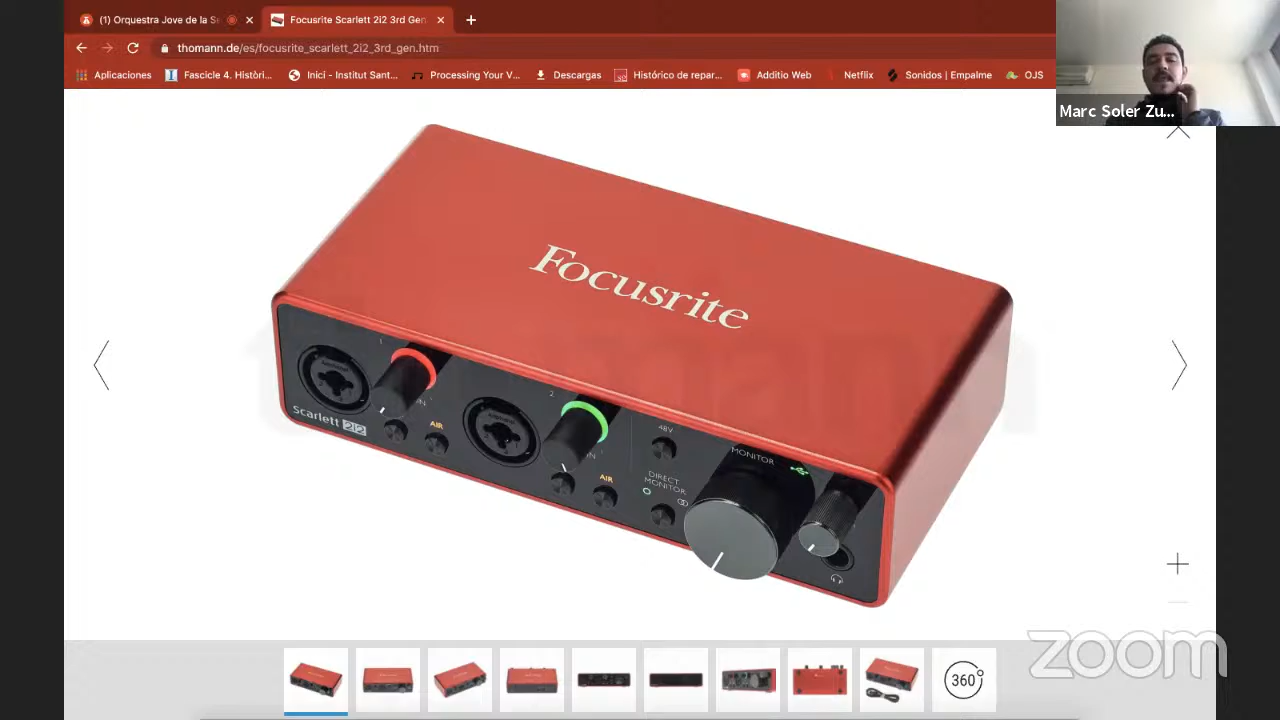 (1) Orquestra Jove de la Se
Focusrite Scarlett 2i2 3rd Gen
thomann.de/es/focusrite_scarlett_2i2_3rd_gen.htm
Aplicaciones
Fascicle 4. Històri...
Inici - Institut Sant...
Processing Your V...
Descargas
Histórico de repar...
Additio Web
Netflix
Sonidos | Empalme
OJS
Marc Soler Zu...
Focusrite
1
Scarlett 2i2
AIR
2
AIR
48V
DIRECT
MONITOR
MONITOR
360°
zoom